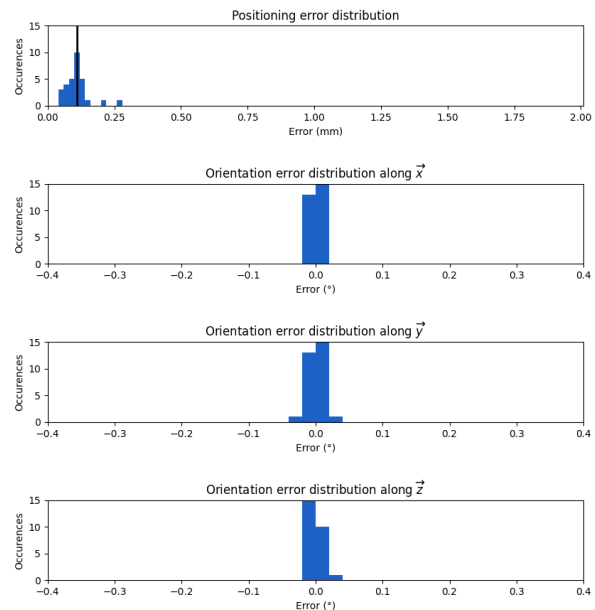 Positioning error distribution
15
10
5
0
Occurences
0.00 0.25 0.50 0.75 1.00 1.25 1.50 1.75 2.00
Error (mm)
Orientation error distribution along x
15
10
5
0
Occurences
−0.4 −0.3 −0.2 −0.1 0.0 0.1 0.2 0.3 0.4
Error (°)
Orientation error distribution along y
15
10
5
0
Occurences
−0.4 −0.3 −0.2 −0.1 0.0 0.1 0.2 0.3 0.4
Error (°)
Orientation error distribution along z
15
10
5
0
Occurences
−0.4 −0.3 −0.2 −0.1 0.0 0.1 0.2 0.3 0.4
Error (°)